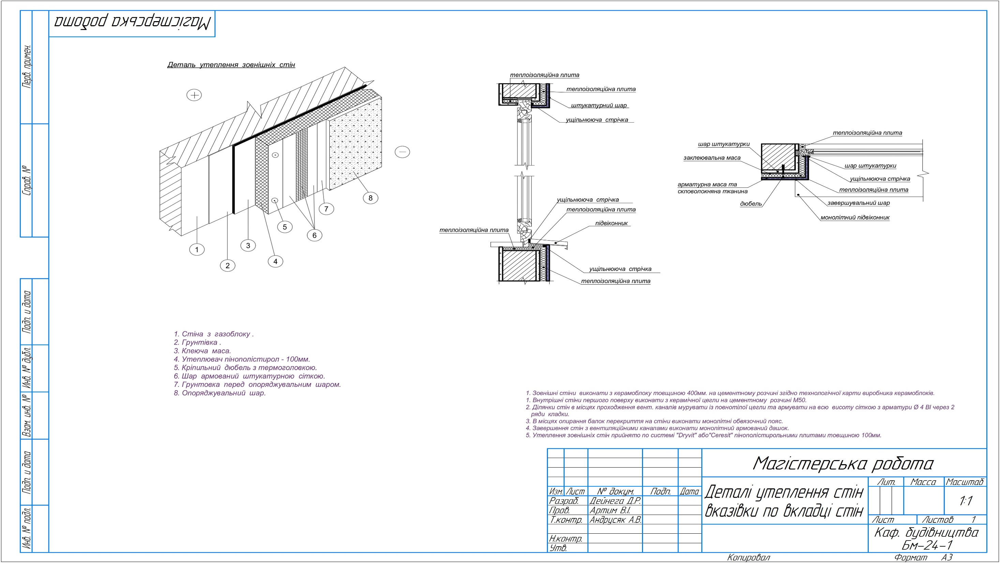 Магістерська робота
Перв. примен.
Справ. №
Подп. и дата
Инв. № дубл.
Взам. инв. №
Подп. и дата
Инв. № подл.
Деталь утеплення зовнішніх стін
+
−
1
2
3
4
5
6
7
8
теплоізоляційна плита
теплоізоляційна плита
штукатурний шар
ущільнююча стрічка
ущільнююча стрічка
теплоізоляційна плита
підвіконник
теплоізоляційна плита
ущільнююча стрічка
теплоізоляційна плита
теплоізоляційна плита
шар штукатурки
заклеювальна маса
шар штукатурки
ущільнююча стрічка
арматурна маса та
скловолокняна тканина
теплоізоляційна плита
дюбель
завершувальний шар
монолітний підвіконник
1. Стіна з газоблоку .
2. Грунтівка .
3. Клеюча маса.
4. Утеплювач пінополістирол - 100мм.
5. Кріпильний дюбель з термоголовкою.
6. Шар армований штукатурною сіткою.
7. Грунтовка перед опоряджувальним шаром.
8. Опоряджувальний шар.
1. Зовнішні стіни виконати з керамоблоку товщиною 400мм. на цементному розчині згідно технологічної карти виробника керамоблоків.
1. Внутрішні стіни першого поверху виконати з керамічної цегли на цементному розчині М50.
2. Ділянки стін в місцях проходження вент. каналів мурувати із повнотілої цегли та армувати на всю висоту сіткою з арматури Ø 4 ВІ через 2
ряди кладки.
3. В місцях опирання балок перекриття на стіни виконати монолітні обвязочний пояс.
4. Завершення стін з вентиляційними каналами виконати монолітний армований дашок.
5. Утеплення зовнішніх стін прийнято по системі "Dryvit" або"Ceresit" пінополістирольними плитами товщиною 100мм.
Магістерська робота
Изм. Лист № докум. Подп. Дата
Разраб. Дейнега Д.Р.
Пров. Артим В.І.
Т.контр. Андрусяк А.В.
Н.контр.
Утв.
Деталі утеплення стін
вказівки по вкладці стін
Лит. Масса Масштаб
1:1
Лист Листов 1
Каф. будівництва
Бм-24-1
Копировал Формат А3